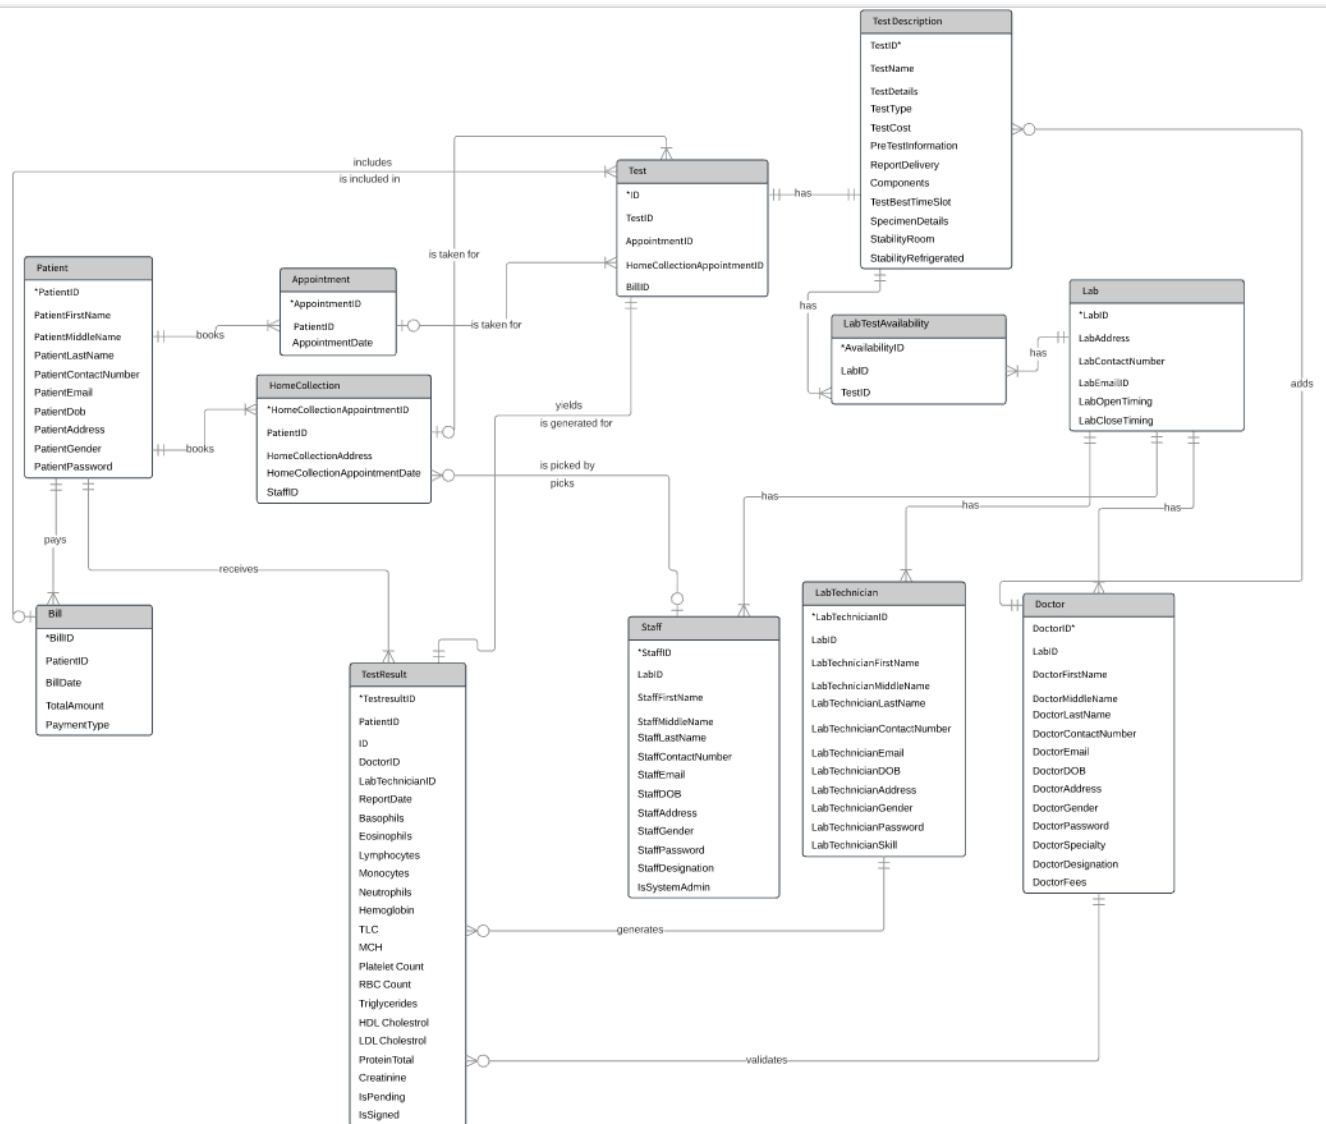 TestDescription
TestID*
TestName
TestDetails
TestType
TestCost
PreTestInformation
ReportDelivery
Components
TestBestTimeSlot
SpecimenDetails
StabilityRoom
StabilityRefrigerated
includes
is included in
Test
*ID
TestID
AppointmentID
HomeCollectionAppointmentID
BillID
has
is taken for
is taken for
Patient
*PatientID
PatientFirstName
PatientMiddleName
PatientLastName
PatientContactNumber
PatientEmail
PatientDob
PatientAddress
PatientGender
PatientPassword
books
books
Appointment
*AppointmentID
PatientID
AppointmentDate
HomeCollection
*HomeCollectionAppointmentID
PatientID
HomeCollectionAddress
HomeCollectionAppointmentDate
StaffID
has
LabTestAvailability
*AvailabilityID
LabID
TestID
has
Lab
*LabID
LabAddress
LabContactNumber
LabEmailID
LabOpenTiming
LabCloseTiming
adds
yields
is generated for
is picked by
picks
has
has
has
pays
receives
Bill
*BillID
PatientID
BillDate
TotalAmount
PaymentType
TestResult
*TestresultID
PatientID
ID
DoctorID
LabTechnicianID
ReportDate
Basophils
Eosinophils
Lymphocytes
Monocytes
Neutrophils
Hemoglobin
TLC
MCH
Platelet Count
RBC Count
Triglycerides
HDL Cholestrol
LDL Cholestrol
ProteinTotal
Creatinine
IsPending
IsSigned
Staff
*StaffID
LabID
StaffFirstName
StaffMiddleName
StaffLastName
StaffContactNumber
StaffEmail
StaffDOB
StaffAddress
StaffGender
StaffPassword
StaffDesignation
IsSystemAdmin
LabTechnician
*LabTechnicianID
LabID
LabTechnicianFirstName
LabTechnicianMiddleName
LabTechnicianLastName
LabTechnicianContactNumber
LabTechnicianEmail
LabTechnicianDOB
LabTechnicianAddress
LabTechnicianGender
LabTechnicianPassword
LabTechnicianSkill
Doctor
DoctorID*
LabID
DoctorFirstName
DoctorMiddleName
DoctorLastName
DoctorContactNumber
DoctorEmail
DoctorDOB
DoctorAddress
DoctorGender
DoctorPassword
DoctorSpecialty
DoctorDesignation
DoctorFees
generates
validates